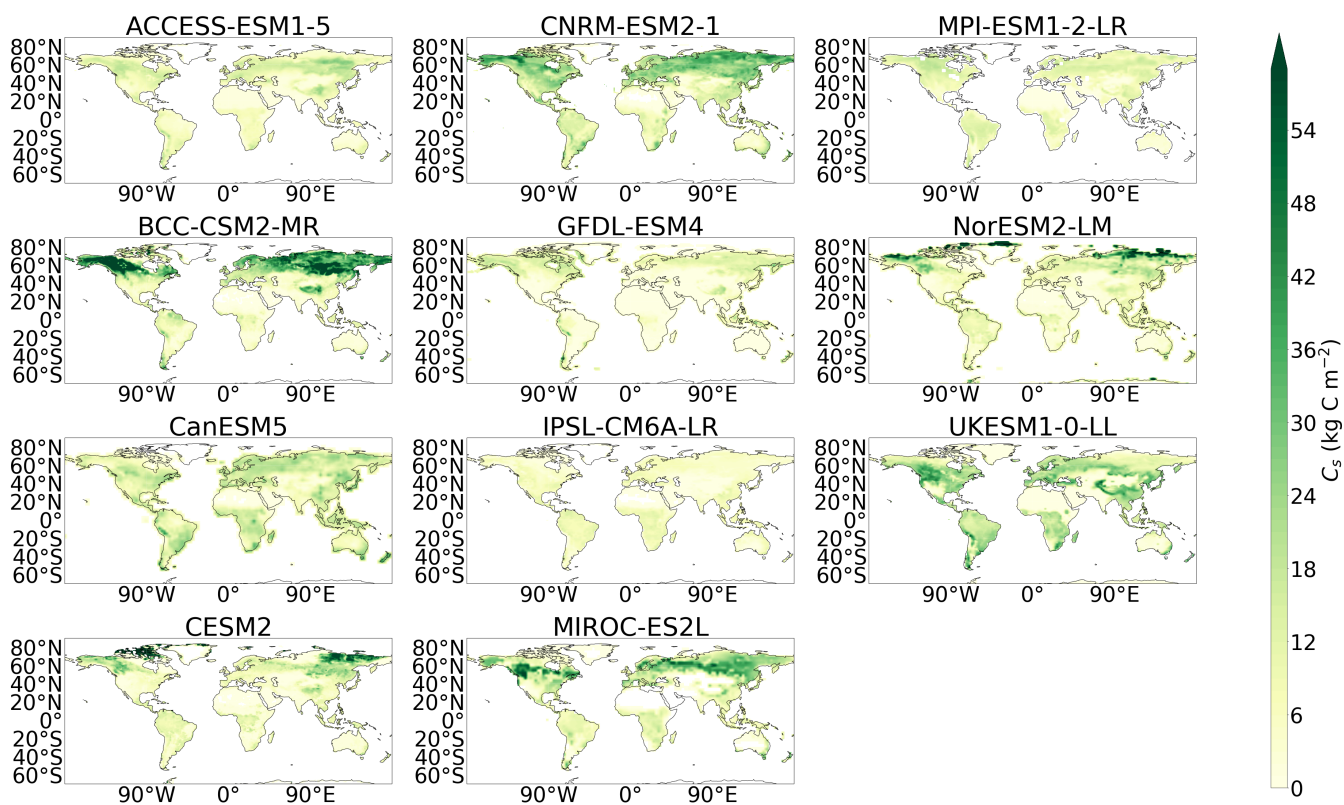 ACCESS-ESM1-5 CNRM-ESM2-1 MPI-ESM1-2-LR
80°N
60°N
40°N
20°N
0°
20°S
40°S
60°S
90°W 0° 90°E 90°W 0° 90°E 90°W 0° 90°E
BCC-CSM2-MR GFDL-ESM4 NorESM2-LM
80°N
60°N
40°N
20°N
0°
20°S
40°S
60°S
90°W 0° 90°E 90°W 0° 90°E 90°W 0° 90°E
CanESM5 IPSL-CM6A-LR UKESM1-0-LL
80°N
60°N
40°N
20°N
0°
20°S
40°S
60°S
90°W 0° 90°E 90°W 0° 90°E 90°W 0° 90°E
CESM2 MIROC-ES2L
80°N
60°N
40°N
20°N
0°
20°S
40°S
60°S
90°W 0° 90°E 90°W 0° 90°E
80°N
60°N
40°N
20°N
0°
20°S
40°S
60°S
80°N
60°N
40°N
20°N
0°
20°S
40°S
60°S
80°N
60°N
40°N
20°N
0°
20°S
40°S
60°S
80°N
60°N
40°N
20°N
0°
20°S
40°S
60°S
80°N
60°N
40°N
20°N
0°
20°S
40°S
60°S
80°N
60°N
40°N
20°N
0°
20°S
40°S
60°S
80°N
60°N
40°N
20°N
0°
20°S
40°S
60°S
54
48
42
36
30
24
18
12
6
0
C_s (kg C m⁻²)